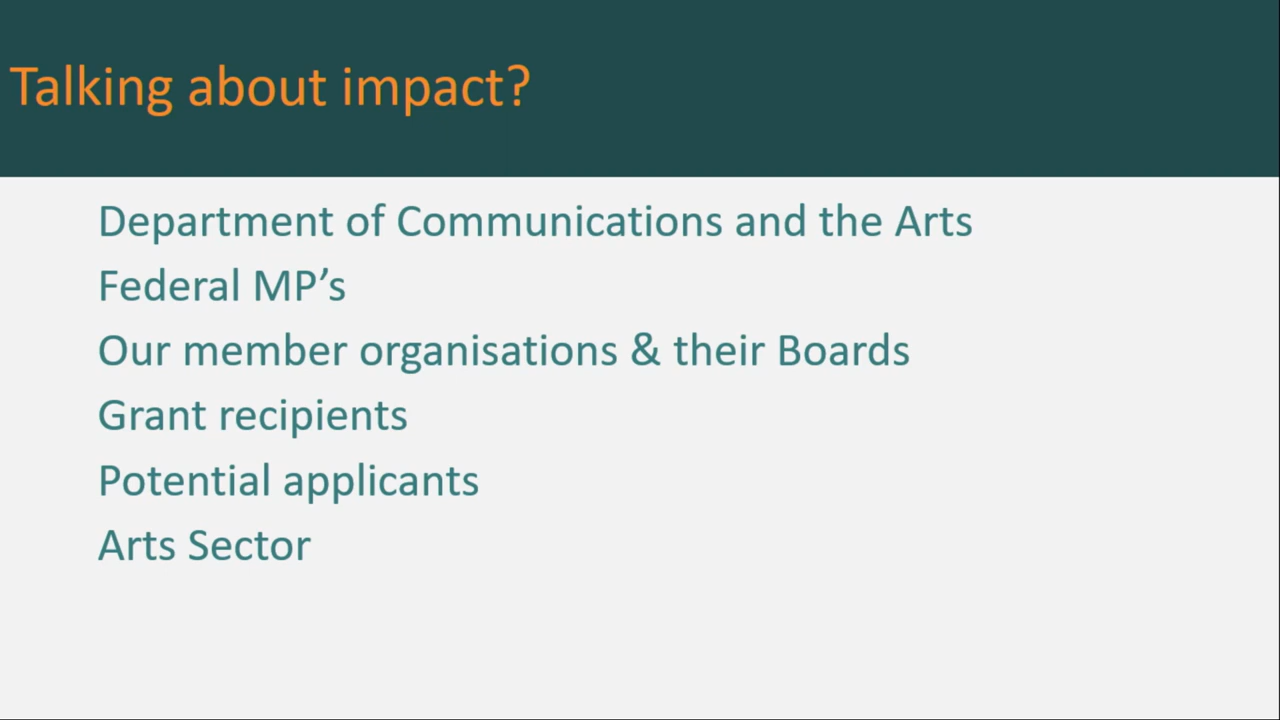 Talking about impact?
Department of Communications and the Arts
Federal MP’s
Our member organisations & their Boards
Grant recipients
Potential applicants
Arts Sector